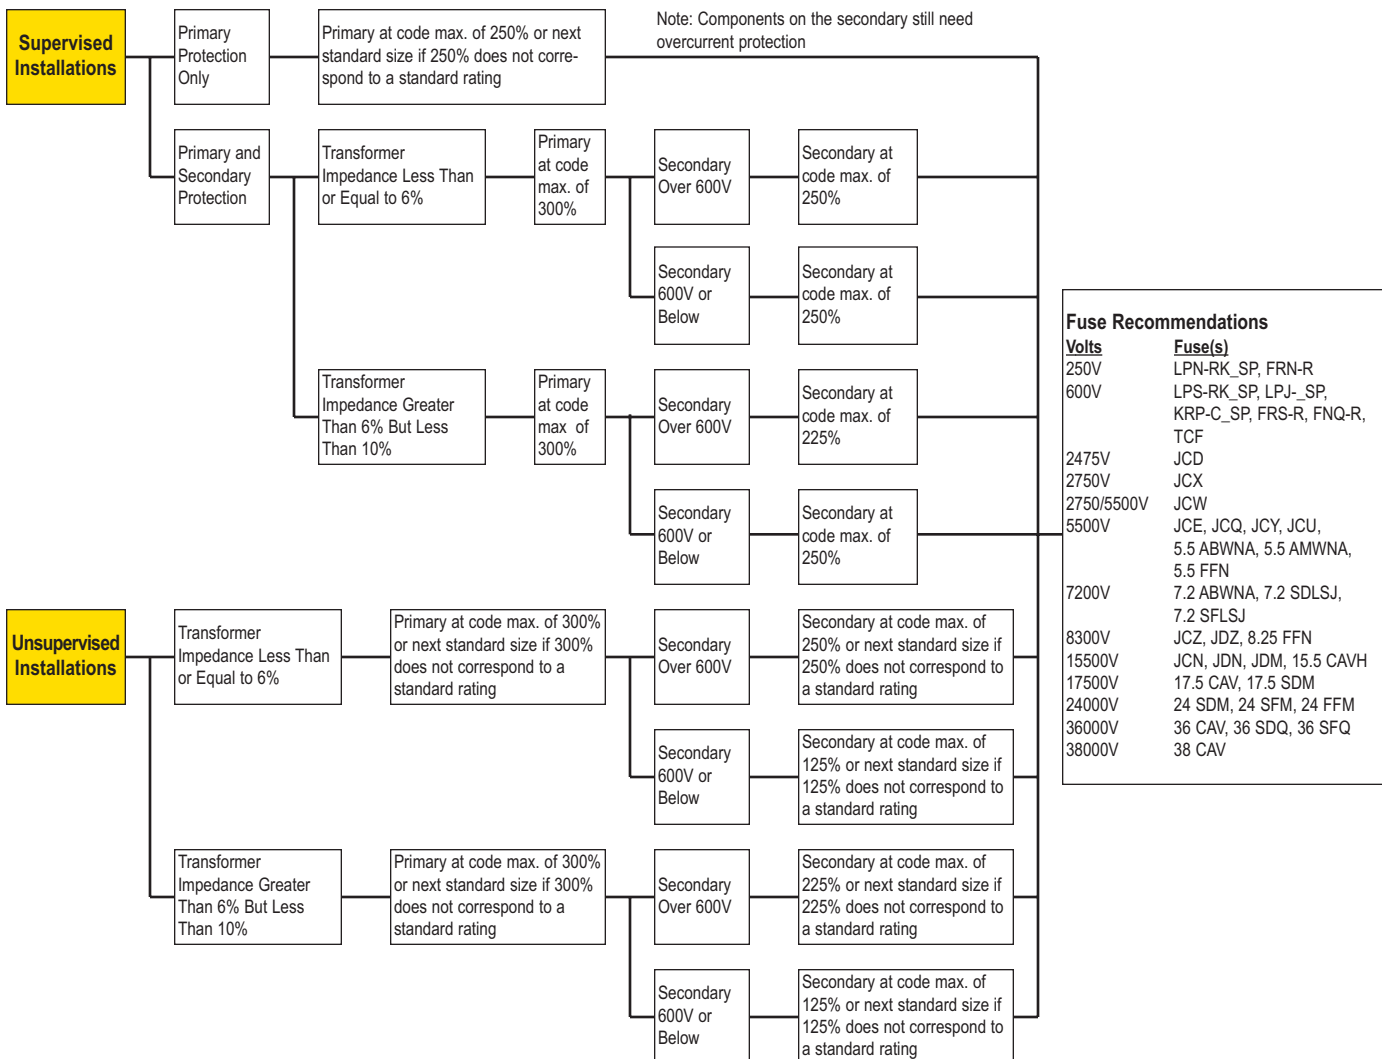 Supervised
Installations
Primary
Protection
Only
Primary at code max. of 250% or next
standard size if 250% does not corre-
spond to a standard rating
Note: Components on the secondary still need
overcurrent protection
Primary and
Secondary
Protection
Transformer
Impedance Less Than
or Equal to 6%
Primary
at code
max. of
300%
Secondary
Over 600V
Secondary at
code max. of
250%
Secondary
600V or
Below
Secondary at
code max. of
250%
Transformer
Impedance Greater
Than 6% But Less
Than 10%
Primary
at code
max of
300%
Secondary
Over 600V
Secondary at
code max. of
225%
Secondary
600V or
Below
Secondary at
code max. of
250%
Unsupervised
Installations
Transformer
Impedance Less Than
or Equal to 6%
Primary at code max. of 300%
or next standard size if 300%
does not correspond to a
standard rating
Secondary
Over 600V
Secondary at code max. of
250% or next standard size if
250% does not correspond to
a standard rating
Secondary
600V or
Below
Secondary at code max. of
125% or next standard size if
125% does not correspond to
a standard rating
Transformer
Impedance Greater
Than 6% But Less
Than 10%
Primary at code max. of 300%
or next standard size if 300%
does not correspond to a
standard rating
Secondary
Over 600V
Secondary at code max. of
225% or next standard size if
225% does not correspond to
a standard rating
Secondary
600V or
Below
Secondary at code max. of
125% or next standard size if
125% does not correspond to
a standard rating
Fuse Recommendations
Volts Fuse(s)
250V LPN-RK_SP, FRN-R
600V LPS-RK_SP, LPJ-_SP,
KRP-C_SP, FRS-R, FNQ-R,
TCF
2475V JCD
2750V JCX
2750/5500V JCW
5500V JCE, JCQ, JCY, JCU,
5.5 ABWNA, 5.5 AMWNA,
5.5 FFN
7200V 7.2 ABWNA, 7.2 SDLSJ,
7.2 SFLSJ
8300V JCZ, JDZ, 8.25 FFN
15500V JCN, JDN, JDM, 15.5 CAVH
17500V 17.5 CAV, 17.5 SDM
24000V 24 SDM, 24 SFM, 24 FFM
36000V 36 CAV, 36 SDQ, 36 SFQ
38000V 38 CAV